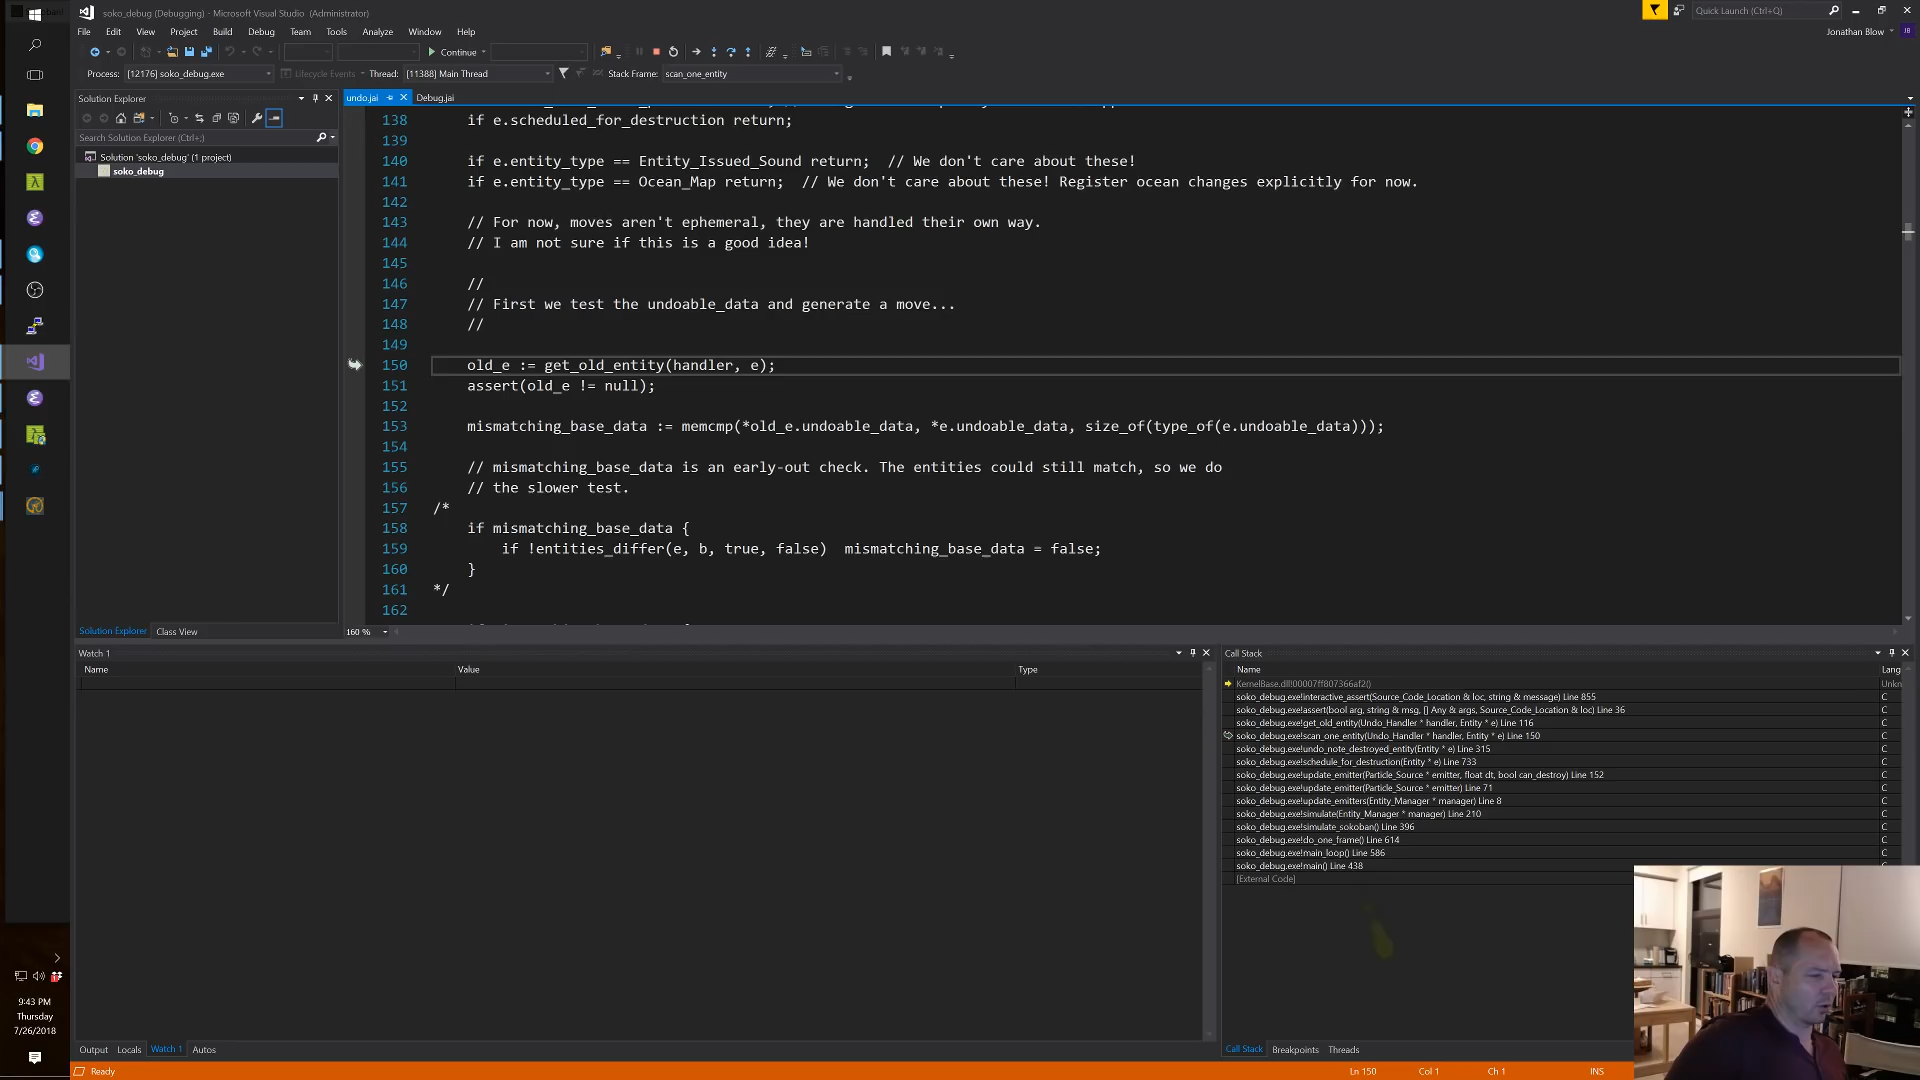 soko_debug (Debugging) - Microsoft Visual Studio (Administrator)
Quick Launch (Ctrl+Q)
File Edit View Project Build Debug Team Tools Analyze Window Help
Jonathan Blow
JB
Continue
Process: [12176] soko_debug.exe Lifecycle Events Thread: [11388] Main Thread Stack Frame: scan_one_entity
Solution Explorer
undo.jai Debug.jai
Search Solution Explorer (Ctrl+;)
Solution 'soko_debug' (1 project)
soko_debug
138 if e.scheduled_for_destruction return;
139
140 if e.entity_type == Entity_Issued_Sound return; // We don't care about these!
141 if e.entity_type == Ocean_Map return; // We don't care about these! Register ocean changes explicitly for now.
142
143 // For now, moves aren't ephemeral, they are handled their own way.
144 // I am not sure if this is a good idea!
145
146 //
147 // First we test the undoable_data and generate a move...
148 //
149
150 old_e := get_old_entity(handler, e);
151 assert(old_e != null);
152
153 mismatching_base_data := memcmp(*old_e.undoable_data, *e.undoable_data, size_of(type_of(e.undoable_data)));
154
155 // mismatching_base_data is an early-out check. The entities could still match, so we do
156 // the slower test.
157 /*
158 if mismatching_base_data {
159 if !entities_differ(e, b, true, false) mismatching_base_data = false;
160 }
161 */
162
Solution Explorer Class View
160 %
Watch 1
Name Value Type
Call Stack
Name Lang
KernelBase.dll!00007ff807366af2() Unkn
soko_debug.exe!interactive_assert(Source_Code_Location & loc, string & message) Line 855 C
soko_debug.exe!assert(bool arg, string & msg, [] Any & args, Source_Code_Location & loc) Line 36 C
soko_debug.exe!get_old_entity(Undo_Handler * handler, Entity * e) Line 116 C
soko_debug.exe!scan_one_entity(Undo_Handler * handler, Entity * e) Line 150 C
soko_debug.exe!undo_note_destroyed_entity(Entity * e) Line 315 C
soko_debug.exe!schedule_for_destruction(Entity * e) Line 733 C
soko_debug.exe!update_emitter(Particle_Source * emitter, float dt, bool can_destroy) Line 152 C
soko_debug.exe!update_emitter(Particle_Source * emitter) Line 71 C
soko_debug.exe!update_emitters(Entity_Manager * manager) Line 8 C
soko_debug.exe!simulate(Entity_Manager * manager) Line 210 C
soko_debug.exe!simulate_sokoban() Line 396 C
soko_debug.exe!do_one_frame() Line 614 C
soko_debug.exe!main_loop() Line 586 C
soko_debug.exe!main() Line 438 C
[External Code]
9:43 PM
Thursday
7/26/2018
Output Locals Watch 1 Autos
Call Stack Breakpoints Threads
Ready
Ln 150 Col 1 Ch 1 INS